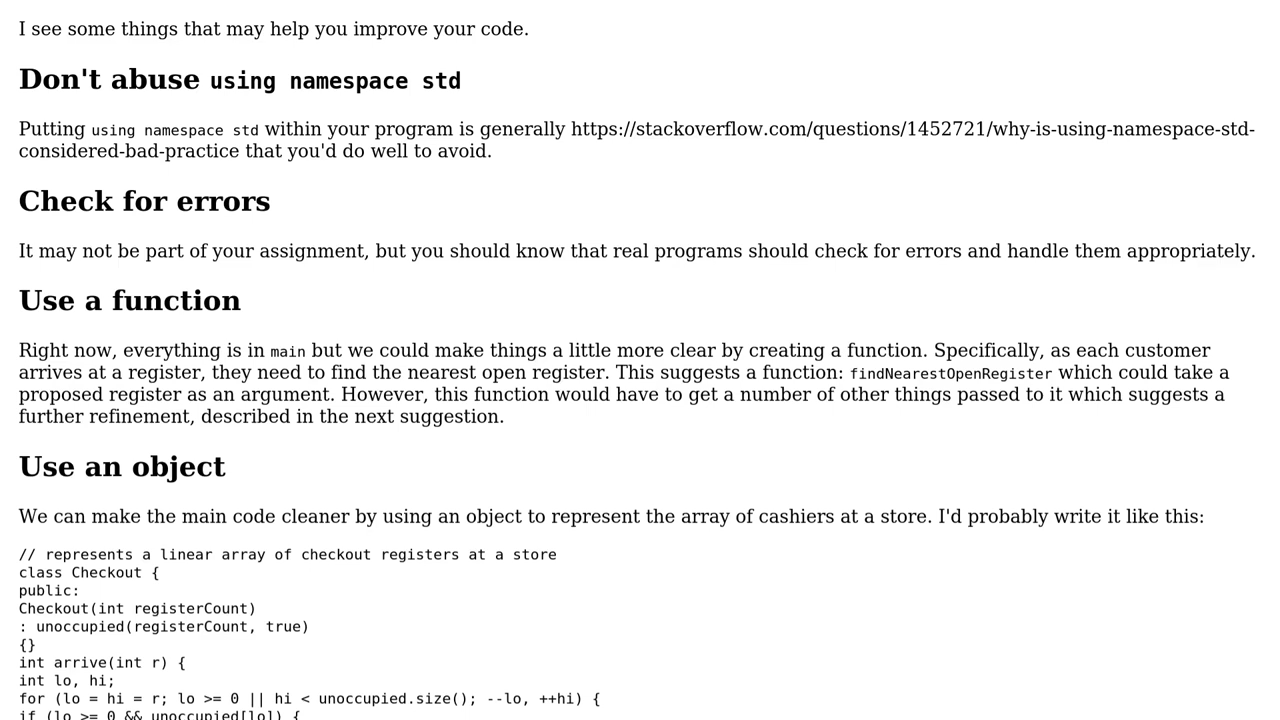 I see some things that may help you improve your code.
Don't abuse using namespace std
Putting using namespace std within your program is generally https://stackoverflow.com/questions/1452721/why-is-using-namespace-std-
considered-bad-practice that you'd do well to avoid.
Check for errors
It may not be part of your assignment, but you should know that real programs should check for errors and handle them appropriately.
Use a function
Right now, everything is in main but we could make things a little more clear by creating a function. Specifically, as each customer
arrives at a register, they need to find the nearest open register. This suggests a function: findNearestOpenRegister which could take a
proposed register as an argument. However, this function would have to get a number of other things passed to it which suggests a
further refinement, described in the next suggestion.
Use an object
We can make the main code cleaner by using an object to represent the array of cashiers at a store. I'd probably write it like this:
// represents a linear array of checkout registers at a store
class Checkout {
public:
Checkout(int registerCount)
: unoccupied(registerCount, true)
{}
int arrive(int r) {
int lo, hi;
for (lo = hi = r; lo >= 0 || hi < unoccupied.size(); --lo, ++hi) {
if (lo >= 0 && unoccupied[lo]) {